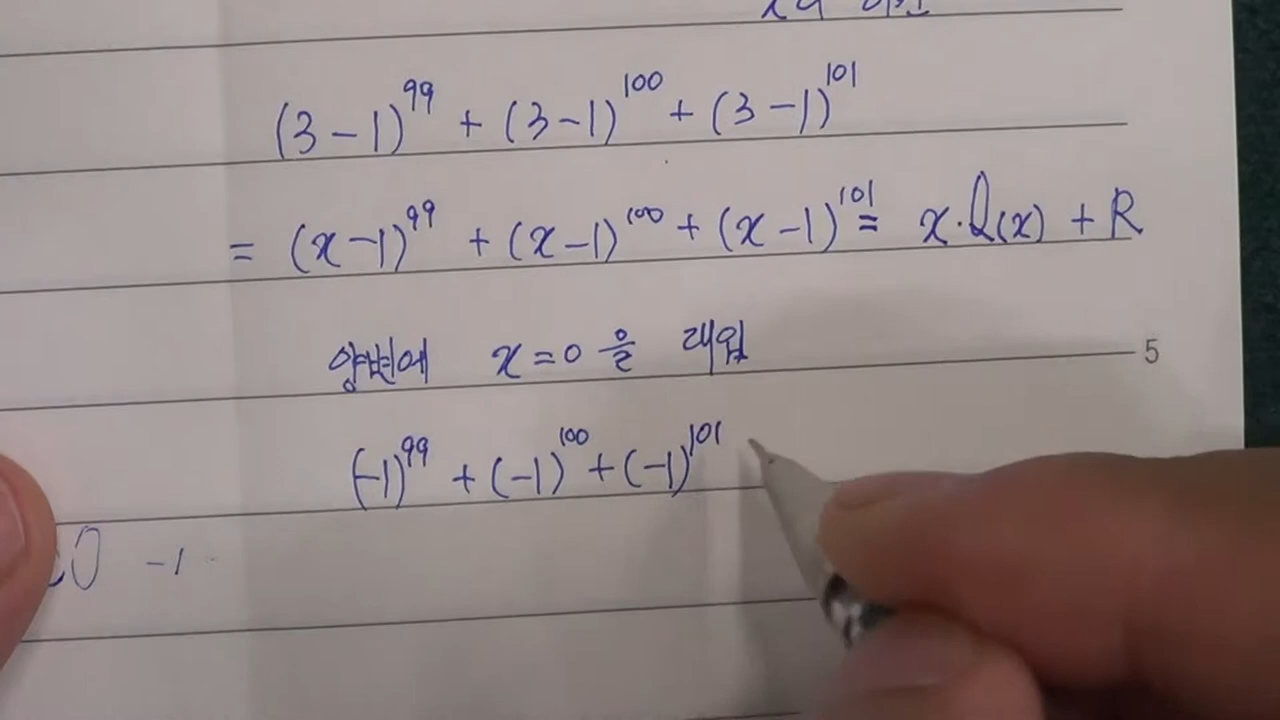 (3-1)^99 + (3-1)^100 + (3-1)^101
= (x-1)^99 + (x-1)^100 + (x-1)^101 = x·Q(x) + R
양변에 x=0 을 대입
5
(-1)^99 + (-1)^100 + (-1)^101
0 -1